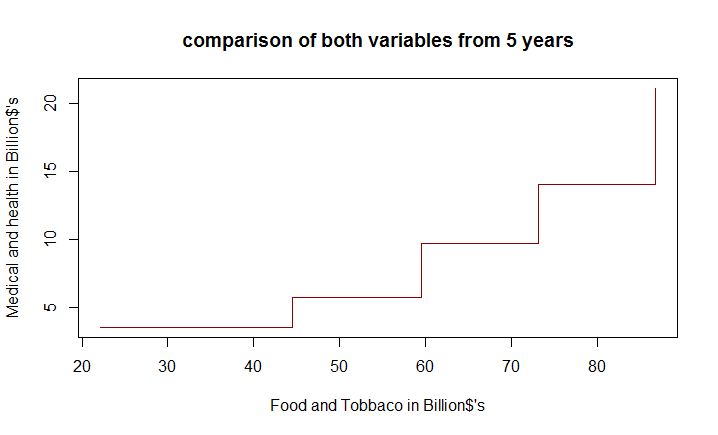 comparison of both variables from 5 years
Medical and health in Billion$'s
20
15
10
5
20 30 40 50 60 70 80
Food and Tobbaco in Billion$'s